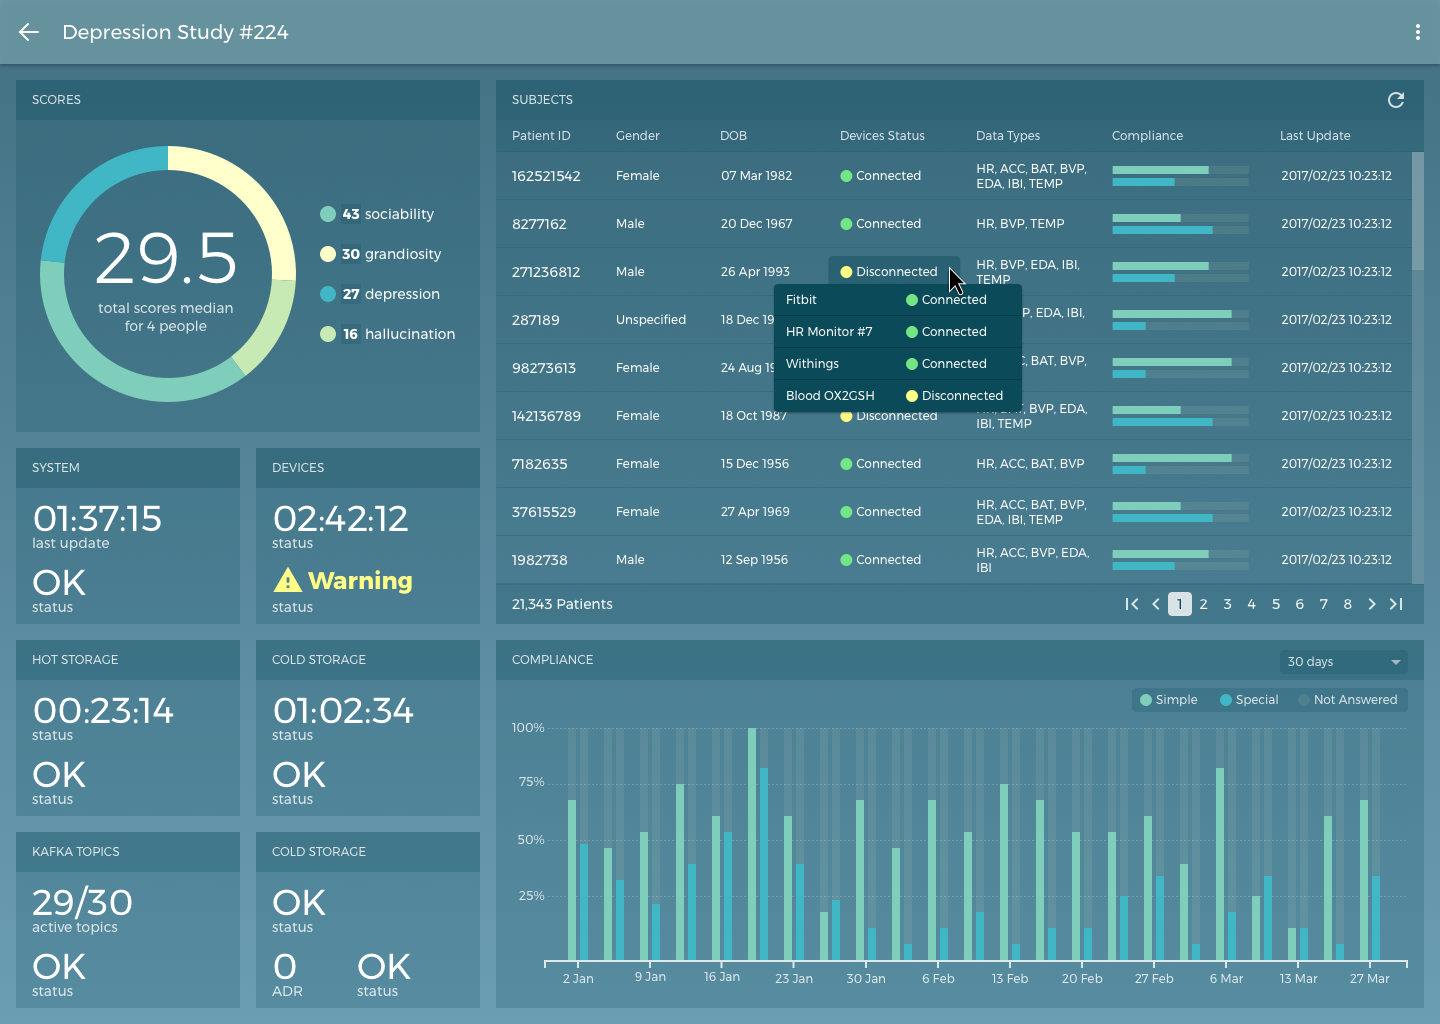 Depression Study #224
SCORES
29.5
total scores median
for 4 people
43 sociability
30 grandiosity
27 depression
16 hallucination
SUBJECTS
Patient ID Gender DOB Devices Status Data Types Compliance Last Update
162521542 Female 07 Mar 1982 Connected HR, ACC, BAT, BVP, EDA, IBI, TEMP 2017/02/23 10:23:12
8277162 Male 20 Dec 1967 Connected HR, BVP, TEMP 2017/02/23 10:23:12
271236812 Male 26 Apr 1993 Disconnected HR, BVP, EDA, IBI, TEMP 2017/02/23 10:23:12
Fitbit Connected
HR Monitor #7 Connected
Withings Connected
Blood OX2GSH Disconnected
287189 Unspecified 18 Dec EDA, IBI, 2017/02/23 10:23:12
98273613 Female 24 Aug BAT, BVP, 2017/02/23 10:23:12
142136789 Female 18 Oct 1987 Disconnected BVP, EDA, IBI, TEMP 2017/02/23 10:23:12
7182635 Female 15 Dec 1956 Connected HR, ACC, BAT, BVP 2017/02/23 10:23:12
37615529 Female 27 Apr 1969 Connected HR, ACC, BAT, BVP, EDA, IBI, TEMP 2017/02/23 10:23:12
1982738 Male 12 Sep 1956 Connected HR, ACC, BVP, EDA, IBI 2017/02/23 10:23:12
21,343 Patients 1 2 3 4 5 6 7 8
SYSTEM
01:37:15
last update
OK
status
DEVICES
02:42:12
status
Warning
status
HOT STORAGE
00:23:14
status
OK
status
COLD STORAGE
01:02:34
status
OK
status
KAFKA TOPICS
29/30
active topics
OK
status
COLD STORAGE
OK
status
0 OK
ADR status
COMPLIANCE
30 days
Simple Special Not Answered
100%
75%
50%
25%
2 Jan 9 Jan 16 Jan 23 Jan 30 Jan 6 Feb 13 Feb 20 Feb 27 Feb 6 Mar 13 Mar 27 Mar